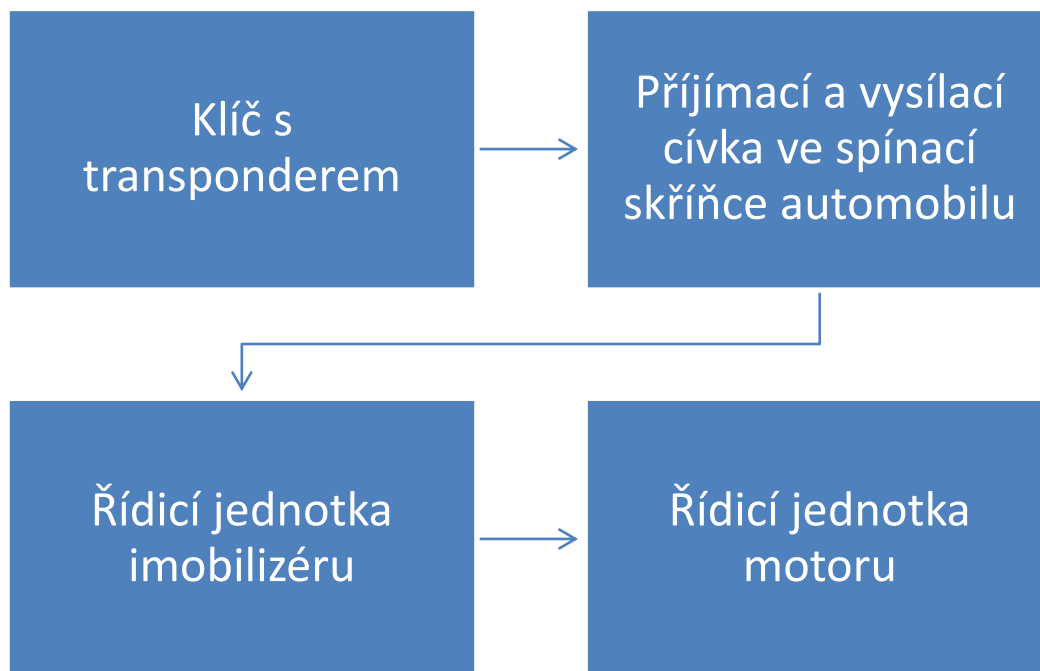 Klíč s
transponderem
Příjímací a vysílací
cívka ve spínací
skříňce automobilu
Řídicí jednotka
imobilizéru
Řídicí jednotka
motoru